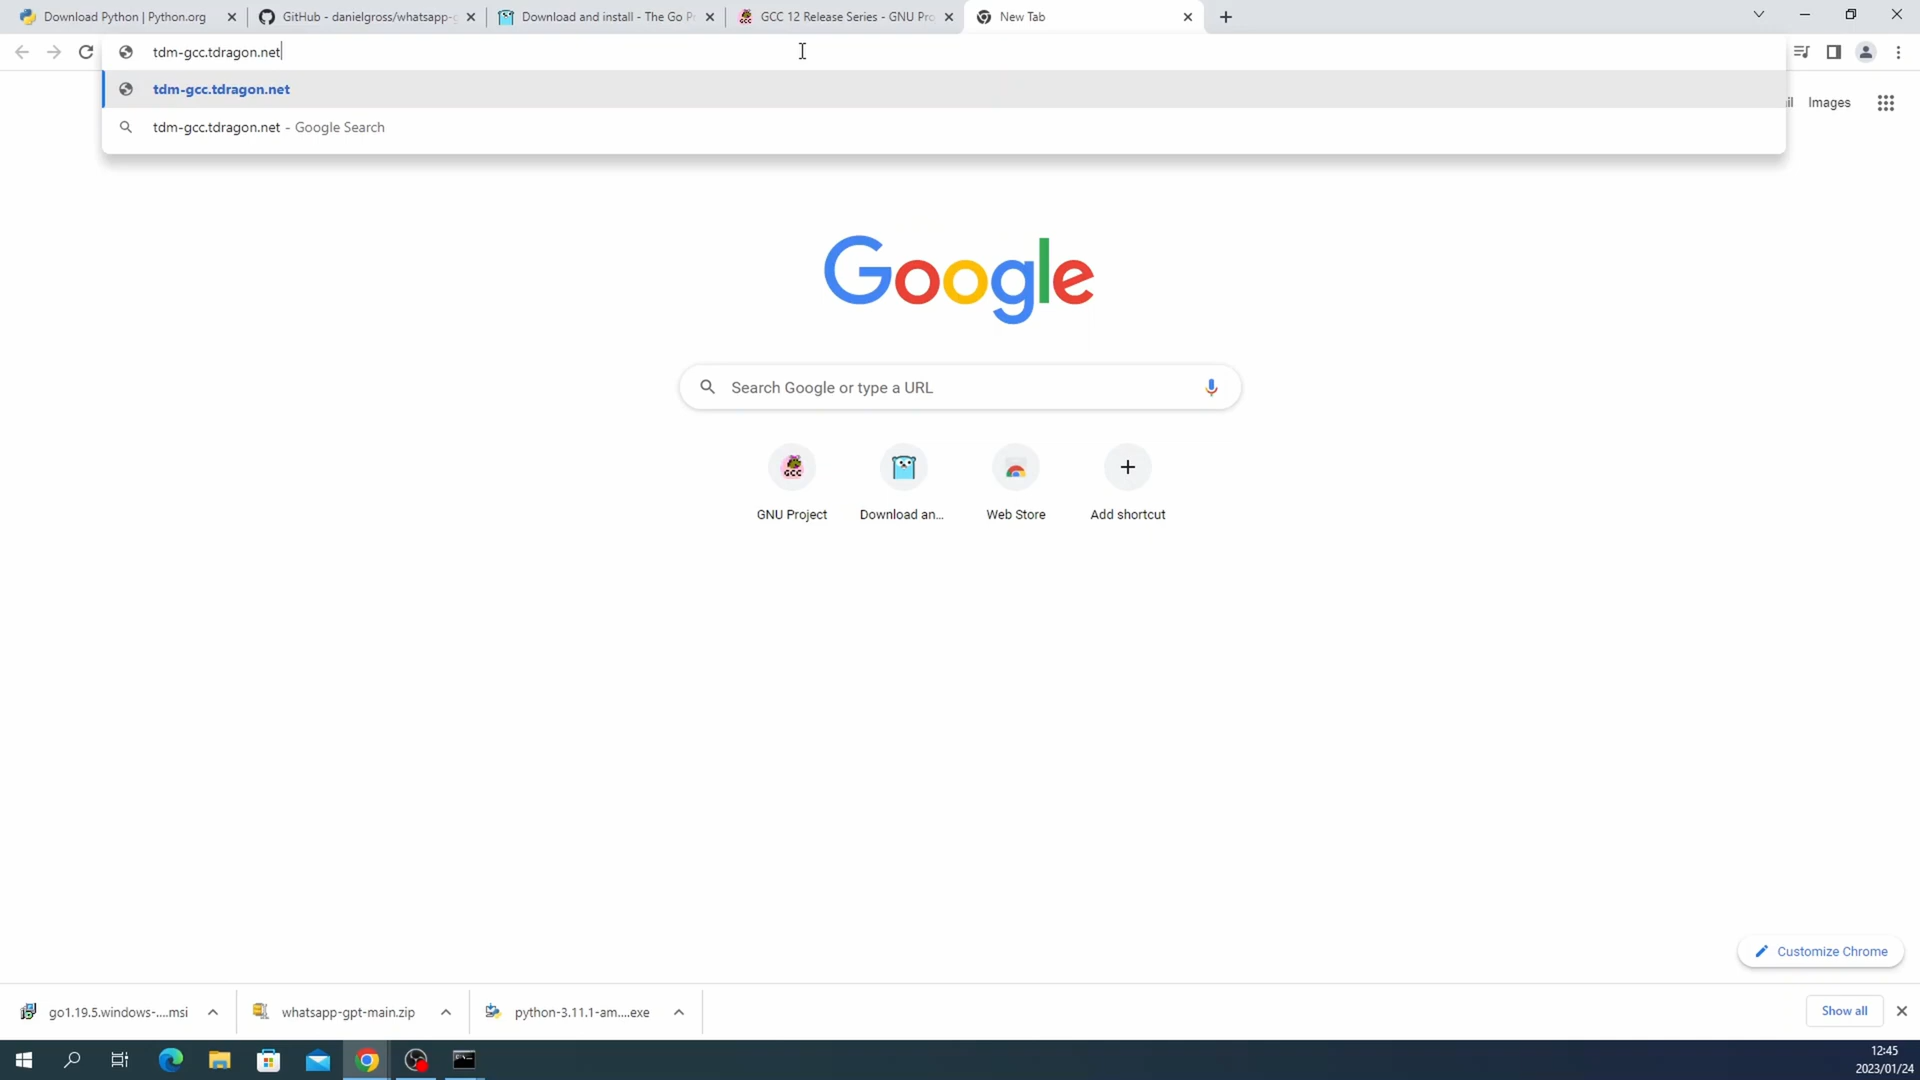 Download Python | Python.org
GitHub - danielgross/whatsapp-g
Download and install - The Go P
GCC 12 Release Series - GNU Pro
New Tab
tdm-gcc.tdragon.net
tdm-gcc.tdragon.net
tdm-gcc.tdragon.net - Google Search
il
Images
Google
Search Google or type a URL
GCC
GNU Project
Download an...
Web Store
Add shortcut
Customize Chrome
go1.19.5.windows-....msi
whatsapp-gpt-main.zip
python-3.11.1-am....exe
Show all
12:45
2023/01/24